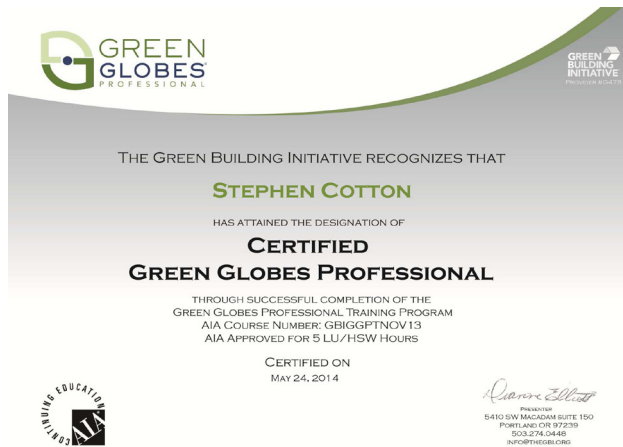 GREEN
GLOBES
PROFESSIONAL
GREEN
BUILDING
INITIATIVE
THE GREEN BUILDING INITIATIVE RECOGNIZES THAT
STEPHEN COTTON
HAS ATTAINED THE DESIGNATION OF
CERTIFIED
GREEN GLOBES PROFESSIONAL
THROUGH SUCCESSFUL COMPLETION OF THE
GREEN GLOBES PROFESSIONAL TRAINING PROGRAM
AIA COURSE NUMBER: GBIGGPTNOV13
AIA APPROVED FOR 5 LU/HSW HOURS
CERTIFIED ON
MAY 24, 2014
CONTINUING EDUCATION
AIA
PRESENTER
5410 SW MACADAM SUITE 150
PORTLAND OR 97239
503.274.0448
INFO@THEGBI.ORG